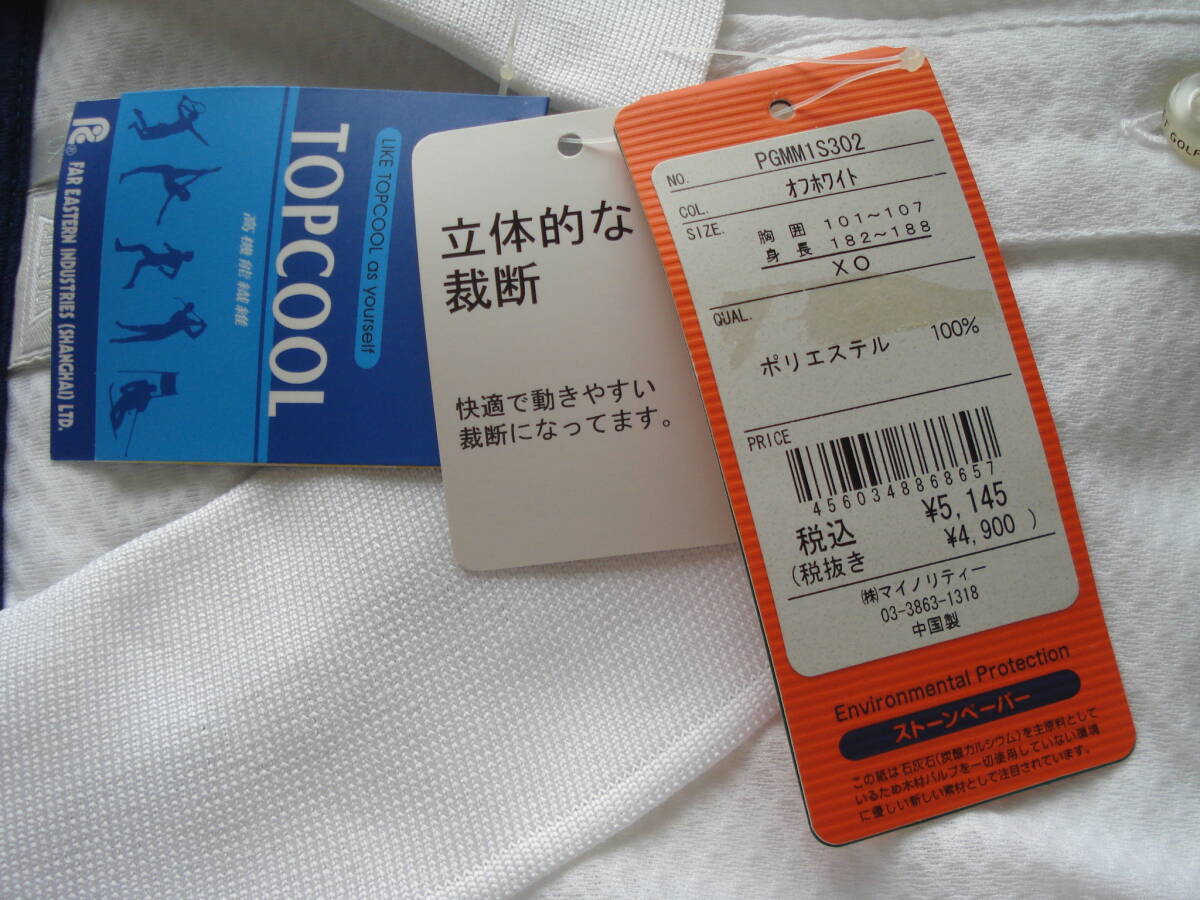 FAR EASTERN INDUSTRIES (SHANGHAI) LTD.
高機能繊維
TOPCOOL
LIKE TOPCOOL as yourself
立体的な
裁断
快適で動きやすい
裁断になってます。
NO. PGMM1S302
COL. オフホワイト
SIZE. 胸囲 101～107
身長 182～188
XO
QUAL.
ポリエステル 100%
PRICE
4560348868657
税込 ¥5,145
(税抜き ¥4,900 )
㈱マイノリティー
03-3863-1318
中国製
Environmental Protection
ストーンペーパー
この紙は石灰石(炭酸カルシウム)を主原料として
いるため木材パルプを一切使用していない環境
に優しい新しい素材として注目されています。
GOLF